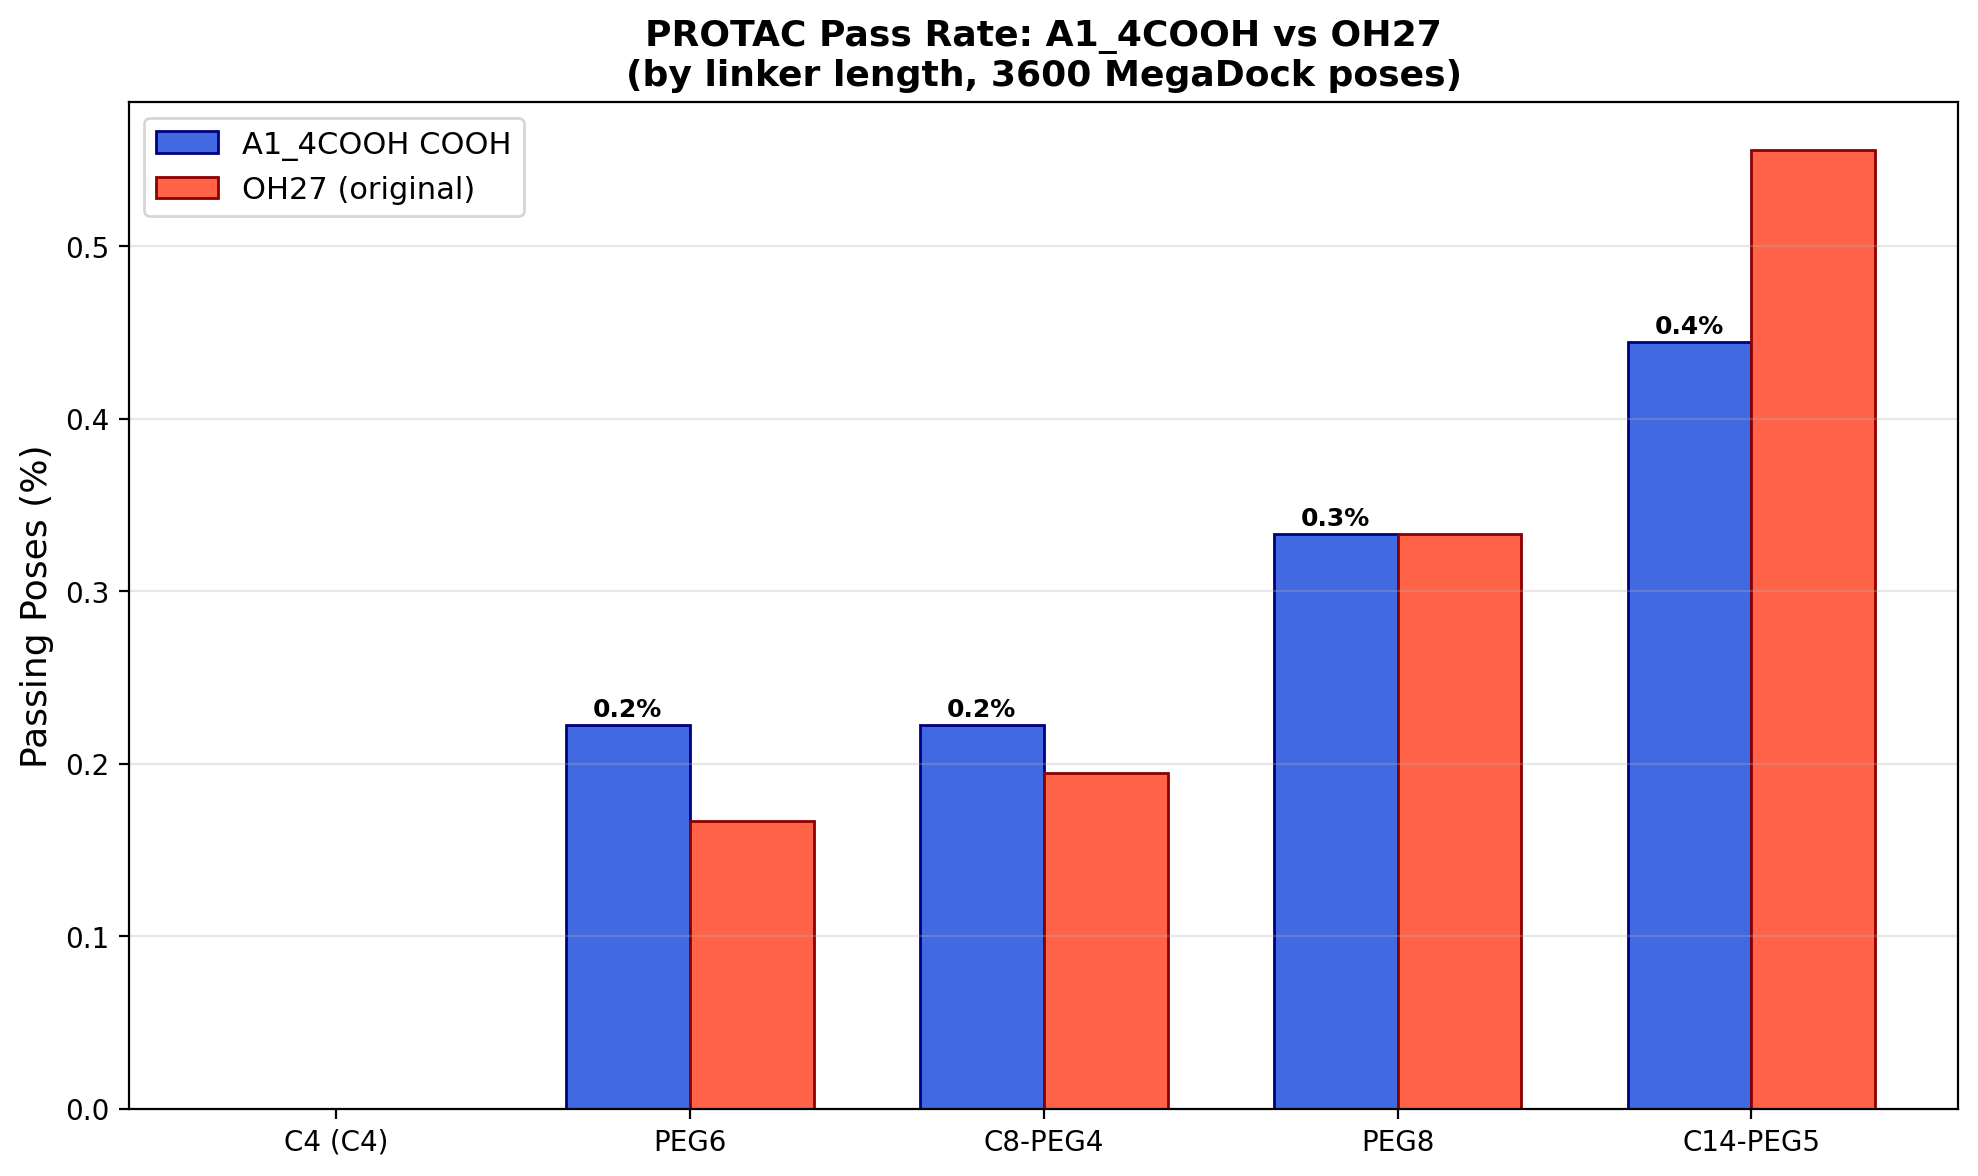 PROTAC Pass Rate: A1_4COOH vs OH27
(by linker length, 3600 MegaDock poses)
A1_4COOH COOH
OH27 (original)
Passing Poses (%)
0.5
0.4
0.3
0.2
0.1
0.0
0.2%
0.2%
0.3%
0.4%
C4 (C4)
PEG6
C8-PEG4
PEG8
C14-PEG5